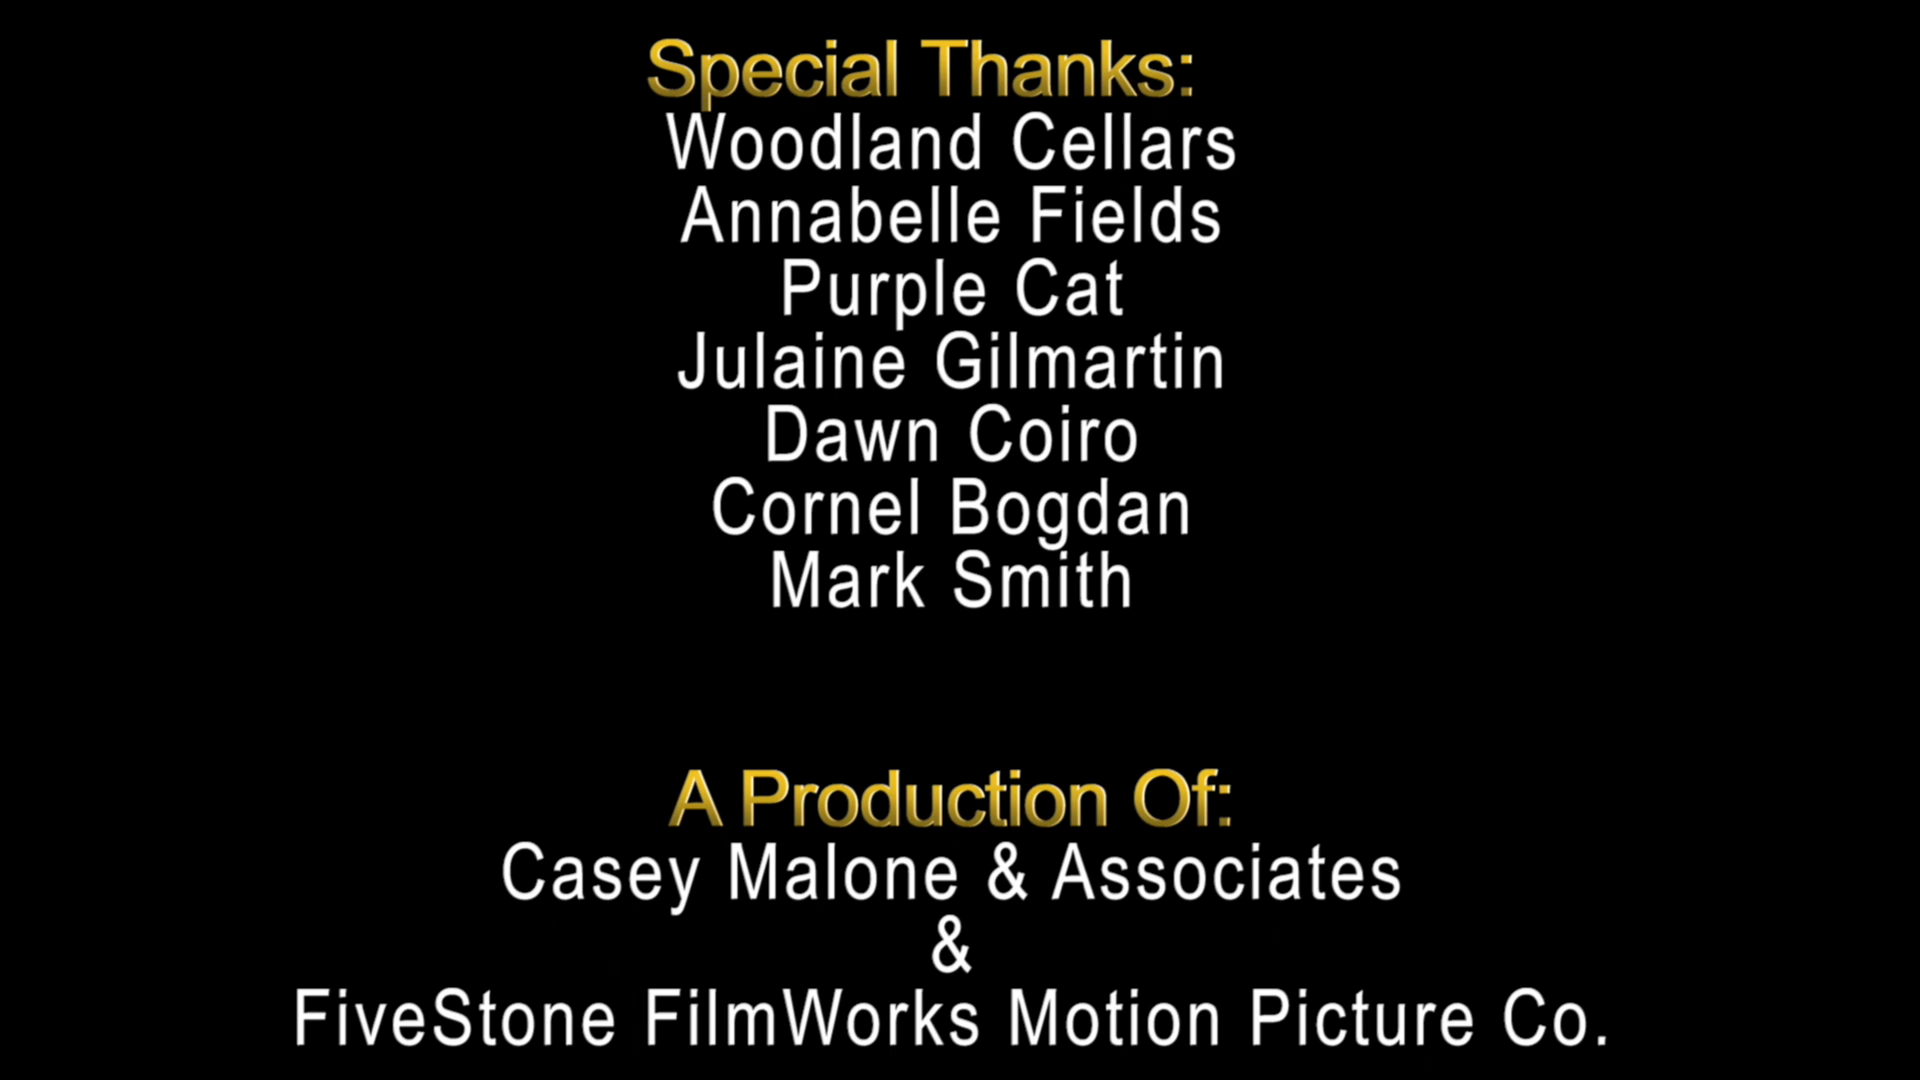 Special Thanks:
Woodland Cellars
Annabelle Fields
Purple Cat
Julaine Gilmartin
Dawn Coiro
Cornel Bogdan
Mark Smith
A Production Of:
Casey Malone & Associates
&
FiveStone FilmWorks Motion Picture Co.